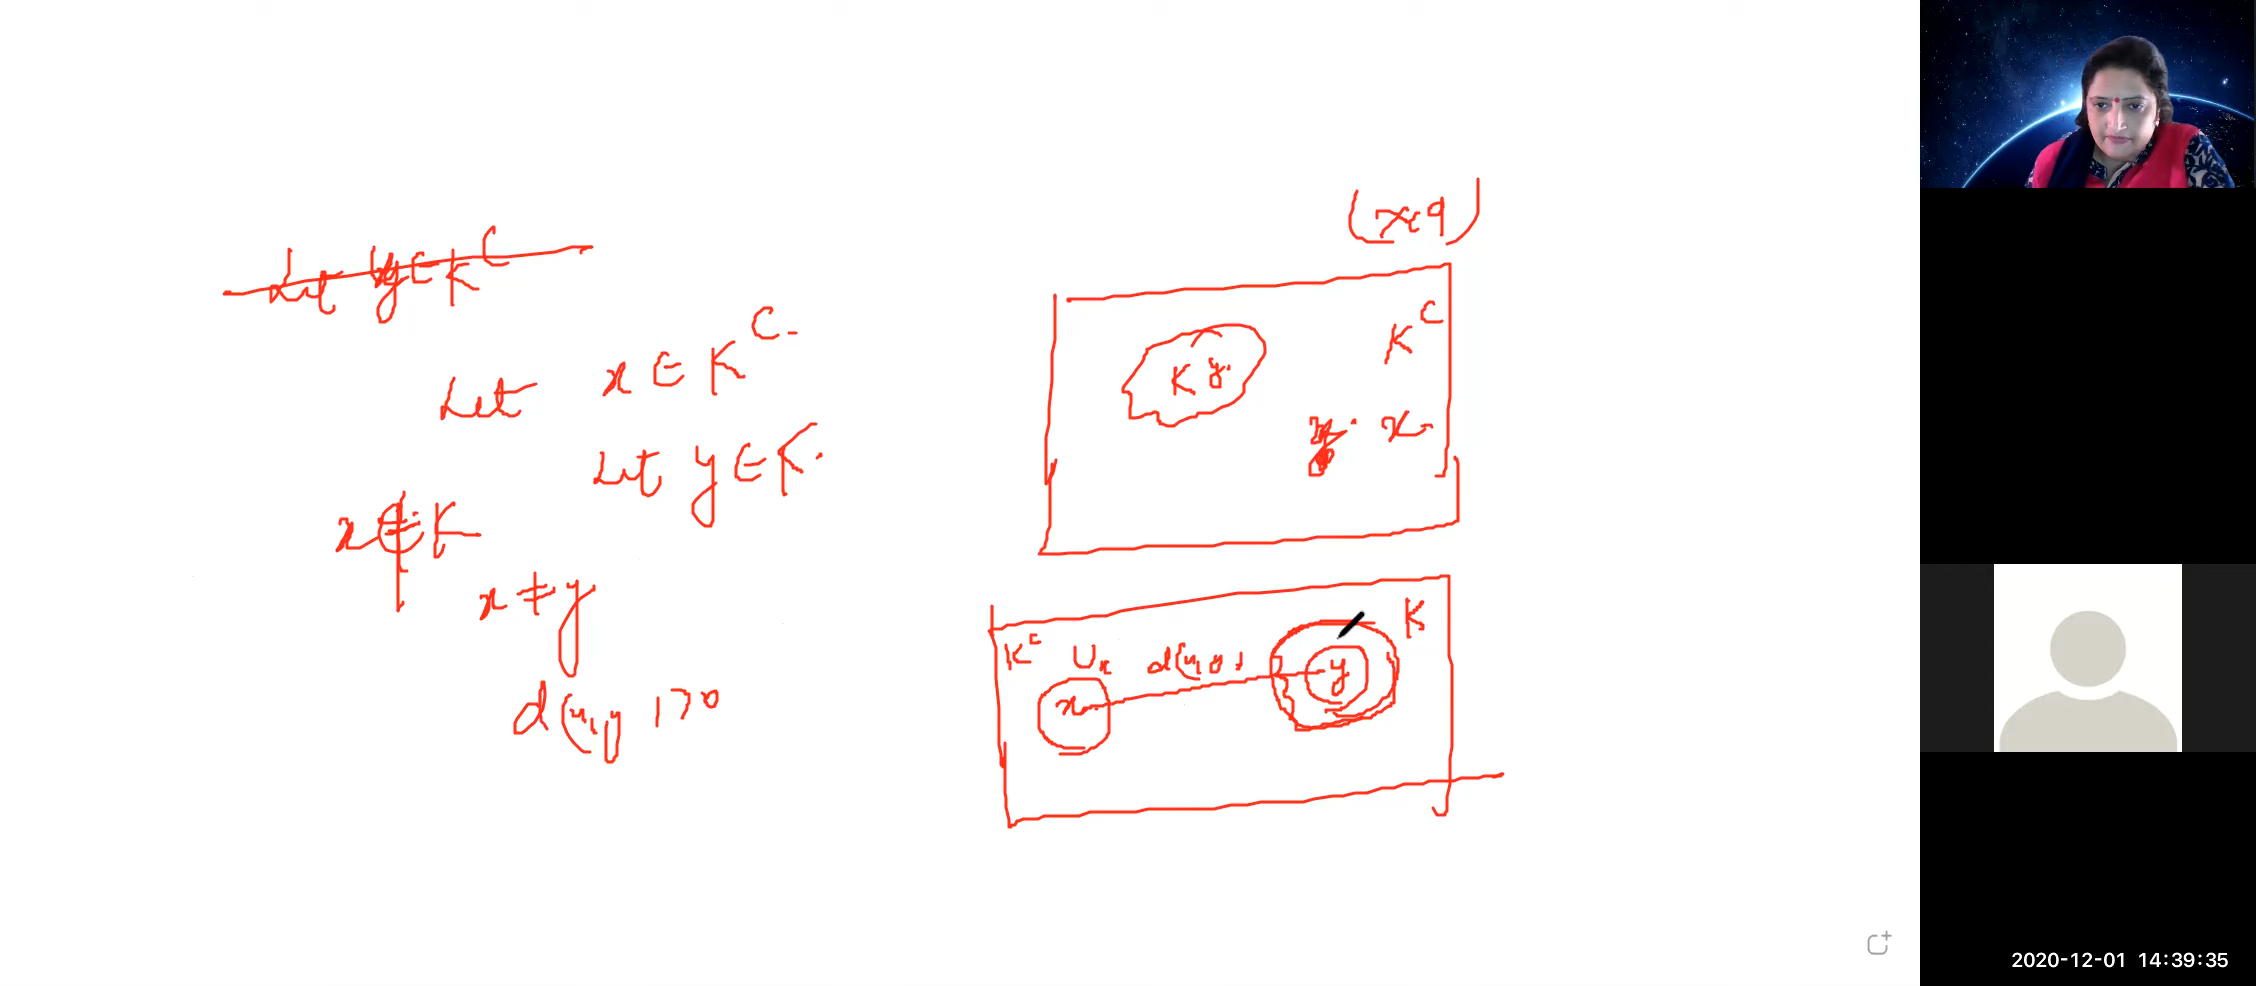 Let y ∈ K^C
Let x ∈ K^C.
Let y ∈ K.
x ∉ K
x ≠ y
d(x, y) > 0
K^C
K y.
x
K^C U_x d(x, y) K
x y
2020-12-01 14:39:35